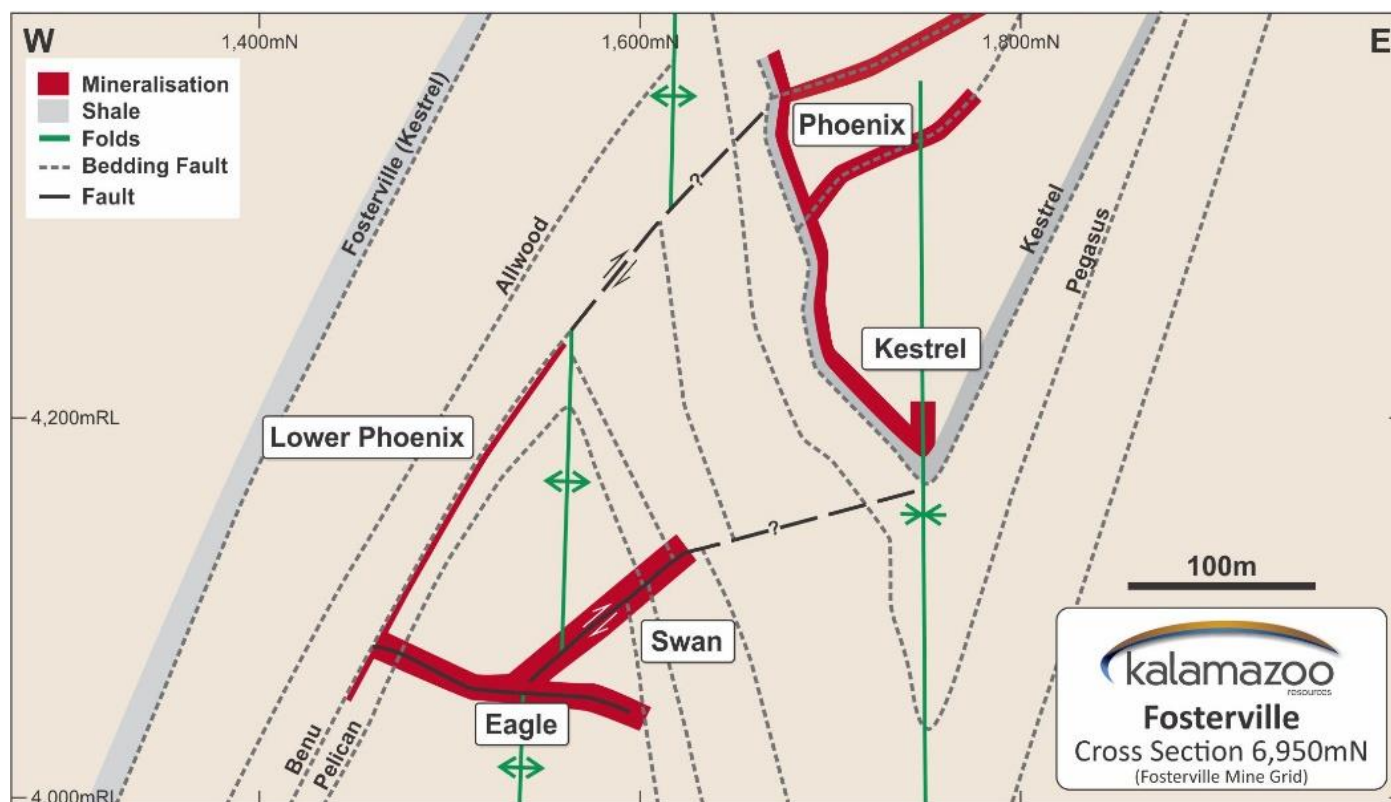 W
1,400mN
1,600mN
1,800mN
E
Mineralisation
Shale
Folds
Bedding Fault
Fault
Fosterville (Kestrel)
Allwood
?
Phoenix
Kestrel
Pegasus
Kestrel
4,200mRL
Lower Phoenix
?
100m
Swan
Eagle
Benu
Pelican
4,000mRL
kalamazoo
resources
Fosterville
Cross Section 6,950mN
(Fosterville Mine Grid)